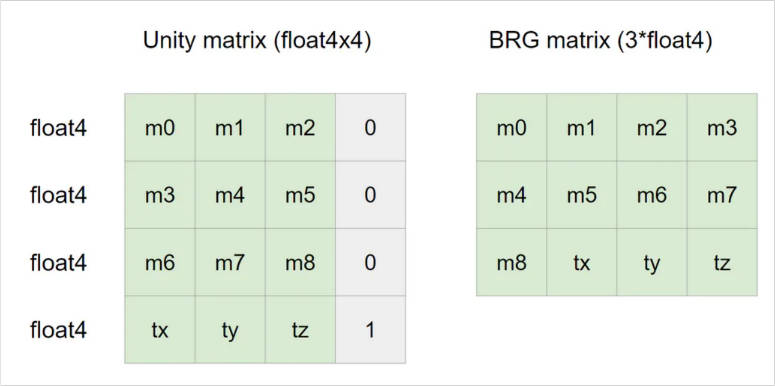 Unity matrix (float4x4) BRG matrix (3*float4)
float4 m0 m1 m2 0 m0 m1 m2 m3
float4 m3 m4 m5 0 m4 m5 m6 m7
float4 m6 m7 m8 0 m8 tx ty tz
float4 tx ty tz 1